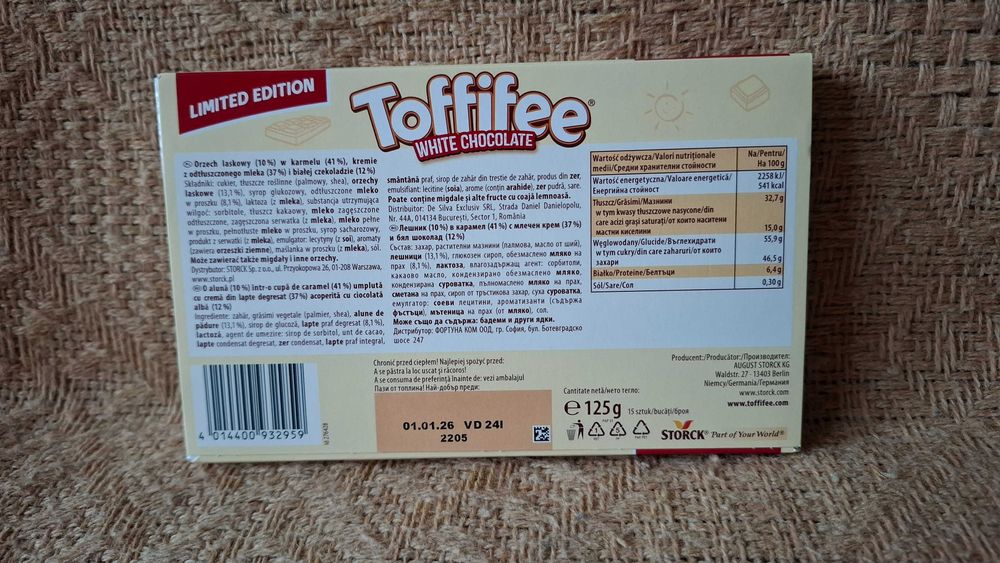 LIMITED EDITION
Toffifee®
WHITE CHOCOLATE
PL Orzech laskowy (10 %) w karmelu (41 %), kremie
z odtłuszczonego mleka (37 %) i białej czekoladzie (12 %)
Składniki: cukier, tłuszcze roślinne (palmowy, shea), orzechy
laskowe (13,1 %), syrop glukozowy, odtłuszczone mleko
w proszku (8,1 %), laktoza (z mleka), substancja utrzymująca
wilgoć: sorbitole, tłuszcz kakaowy, mleko zagęszczone
odtłuszczone, zagęszczona serwatka (z mleka), mleko pełne
w proszku, pełnotłuste mleko w proszku, syrop sacharozowy,
produkt z serwatki (z mleka), emulgator: lecytyny (z soi), aromaty
(zawiera orzeszki ziemne), maślanka w proszku (z mleka), sól.
Może zawierać także migdały i inne orzechy.
Dystrybutor: STORCK Sp. z o.o., ul. Przyokopowa 26, 01-208 Warszawa,
www.storck.pl
RO O alună (10 %) într-o cupă de caramel (41 %) umplută
cu cremă din lapte degresat (37 %) acoperită cu ciocolată
albă (12 %)
Ingrediente: zahăr, grăsimi vegetale (palmier, shea), alune de
pădure (13,1 %), sirop de glucoză, lapte praf degresat (8,1 %),
lactoză, agent de umezire: sirop de sorbitol, unt de cacao,
lapte condensat degresat, zer condensat, lapte praf integral,
smântână praf, sirop de zahăr din trestie de zahăr, produs din zer,
emulsifiant: lecitine (soia), arome (conțin arahide), zer pudră, sare.
Poate conține migdale și alte fructe cu coajă lemnoasă.
Distribuitor: De Silva Exclusiv SRL, Strada Daniel Danielopolu,
Nr. 44A, 014134 București, Sector 1, România
BG Лешник (10 %) в карамел (41 %) с млечен крем (37 %)
и бял шоколад (12 %)
Състав: захар, растителни мазнини (палмова, масло от ший),
лешници (13,1 %), глюкозен сироп, обезмаслено мляко на
прах (8,1 %), лактоза, влагозадържащ агент: сорбитоли,
какаово масло, кондензирано обезмаслено мляко,
кондензирана суроватка, пълномаслено мляко на прах,
сметана на прах, сироп от тръстикова захар, суха суроватка,
емулгатор: соеви лецитини, ароматизанти (съдържа
фъстъци), мътеница на прах (от мляко), сол.
Може също да съдържа: бадеми и други ядки.
Дистрибутор: ФОРТУНА КОМ ООД, гр. София, бул. Ботевградско
шосе 247
Wartość odżywcza/Valori nutriționale medii/Средни хранителни стойности Na/Pentru/На 100 g
Wartość energetyczna/Valoare energetică/Енергийна стойност 2258 kJ/541 kcal
Tłuszcz/Grăsimi/Мазнини 32,7 g
w tym kwasy tłuszczowe nasycone/din care acizi grași saturați/от които наситени мастни киселини 15,0 g
Węglowodany/Glucide/Въглехидрати 55,9 g
w tym cukry/din care zaharuri/от които захари 46,5 g
Białko/Proteine/Белтъци 6,4 g
Sól/Sare/Сол 0,30 g
4 014400 932959
Id 276428
Chronić przed ciepłem! Najlepiej spożyć przed:
A se păstra la loc uscat și răcoros!
A se consuma de preferință înainte de: vezi ambalajul
Пази от топлина! Най-добър преди:
01.01.26 VD 24I
2205
Cantitate netă/нето тегло:
℮ 125 g 15 sztuk/bucăți/броя
Producent:/Producător:/Производител:
AUGUST STORCK KG
Waldstr. 27 · 13403 Berlin
Niemcy/Germania/Германия
www.storck.com
www.toffifee.com
STORCK® Part of Your World®